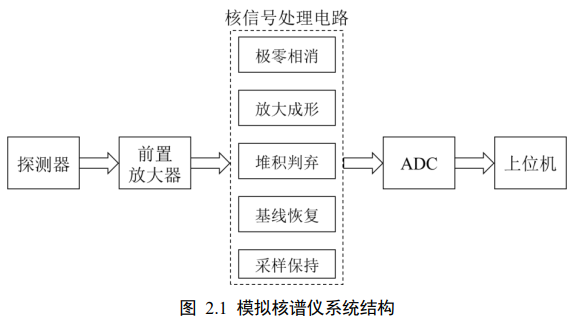 核信号处理电路
极零相消
放大成形
探测器
前置
放大器
堆积判弃
ADC
上位机
基线恢复
采样保持
图 2.1 模拟核谱仪系统结构